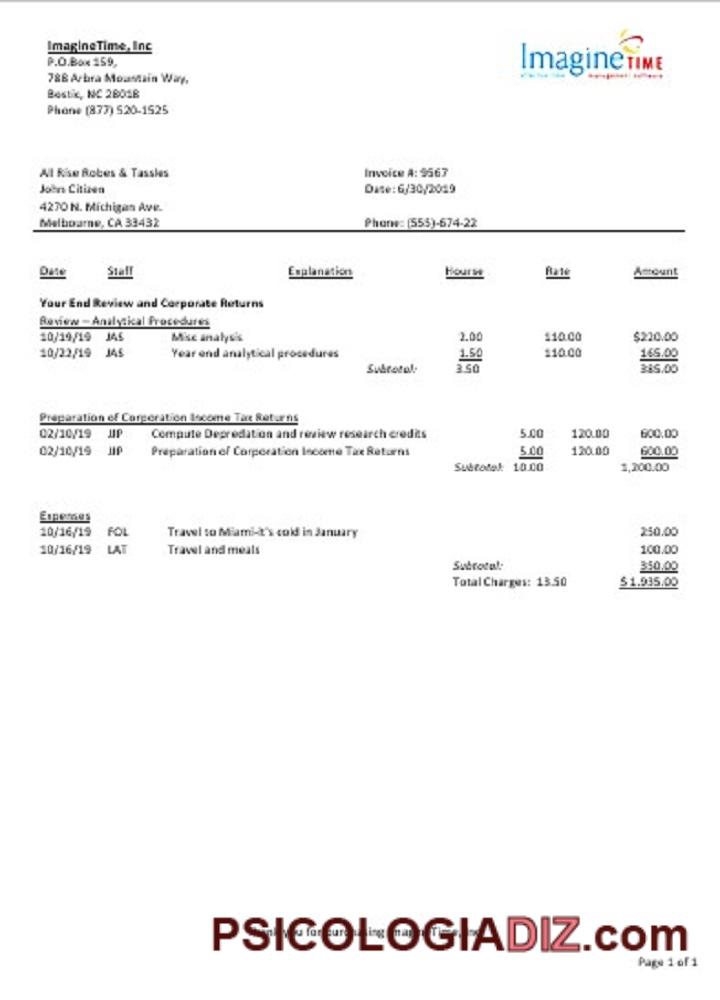 ImagineTime, Inc
P.O.Box 159,
788 Arbra Mountain Way,
Bostic, NC 28018
Phone (877) 520-1525
Imagine TIME
management software
All Rise Robes & Tassles
Invoice #: 9567
John Citizen
Date: 6/30/2019
4270 N. Michigan Ave.
Melbourne, CA 33432
Phone: (555)-674-22
Date Staff Explanation Hourse Rate Amount
Your End Review and Corporate Returns
Review – Analytical Procedures
10/19/19 JAS Misc analysis 2.00 110.00 $220.00
10/22/19 JAS Year end analytical procedures 1.50 110.00 165.00
Subtotal: 3.50 385.00
Preparation of Corporation Income Tax Returns
02/10/19 JJP Compute Depredation and review research credits 5.00 120.00 600.00
02/10/19 JJP Preparation of Corporation Income Tax Returns 5.00 120.00 600.00
Subtotal: 10.00 1,200.00
Expenses
10/16/19 FOL Travel to Miami-it's cold in January 250.00
10/16/19 LAT Travel and meals 100.00
Subtotal: 350.00
Total Charges: 13.50 $1.935.00
PSICOLOGIADIZ.com
Page 1 of 1